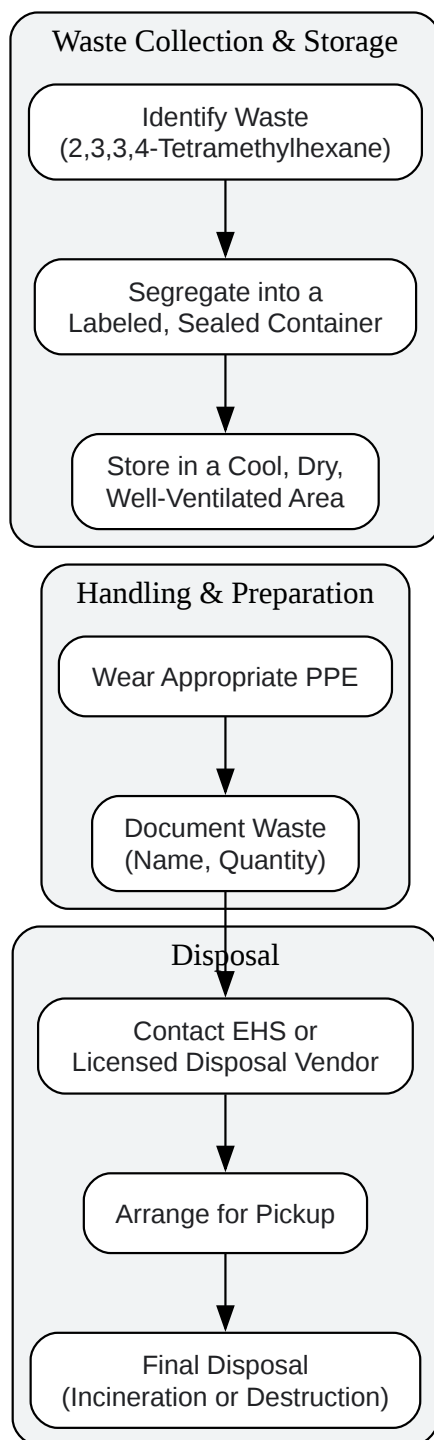 Waste Collection & Storage
Identify Waste
(2,3,3,4-Tetramethylhexane)
Segregate into a
Labeled, Sealed Container
Store in a Cool, Dry,
Well-Ventilated Area
Handling & Preparation
Wear Appropriate PPE
Document Waste
(Name, Quantity)
Disposal
Contact EHS or
Licensed Disposal Vendor
Arrange for Pickup
Final Disposal
(Incineration or Destruction)